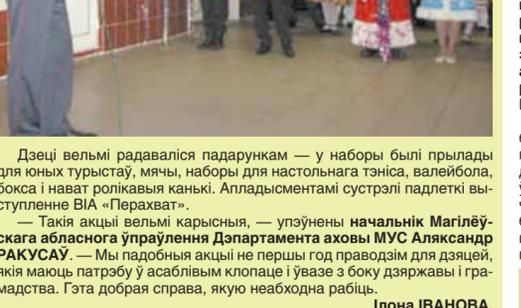 Дзеці вельмі радаваліся падарункам — у наборы былі прылады
для юных турыстаў, мячы, наборы для настольнага тэніса, валейбола,
бокса і нават ролікавыя канькі. Апладысментамі сустрэлі падлеткі вы-
ступленне ВІА «Перахват».
— Такія акцыі вельмі карысныя, — упэўнены начальнік Магілёў-
скага абласнога ўпраўлення Дэпартамента аховы МУС Аляксандр
РАКУСАЎ. — Мы падобныя акцыі не першы год праводзім для дзяцей,
якія маюць патрэбу ў асаблівым клопаце і ўвазе з боку дзяржавы і гра-
мадства. Гэта добрая справа, якую неабходна рабіць.
Ілона ІВАНОВА.